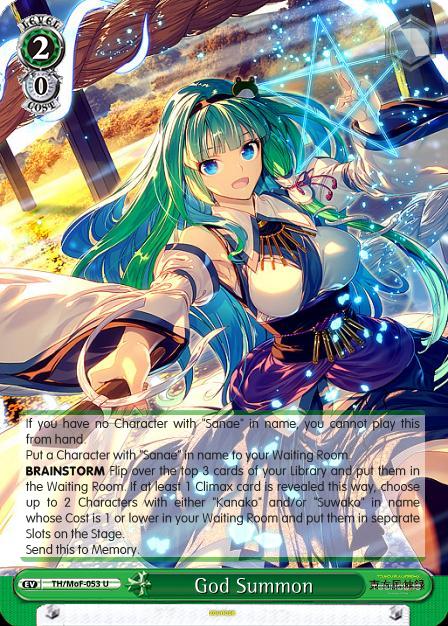 LEVEL
2
0
COST
If you have no Character with "Sanae" in name, you cannot play this
from hand.
Put a Character with "Sanae" in name to your Waiting Room.
BRAINSTORM Flip over the top 3 cards of your Library and put them in
the Waiting Room. If at least 1 Climax card is revealed this way, choose
up to 2 Characters with either "Kanako" and/or "Suwako" in name
whose Cost is 1 or lower in your Waiting Room and put them in separate
Slots on the Stage.
Send this to Memory.
EV TH/MoF-053 U God Summon